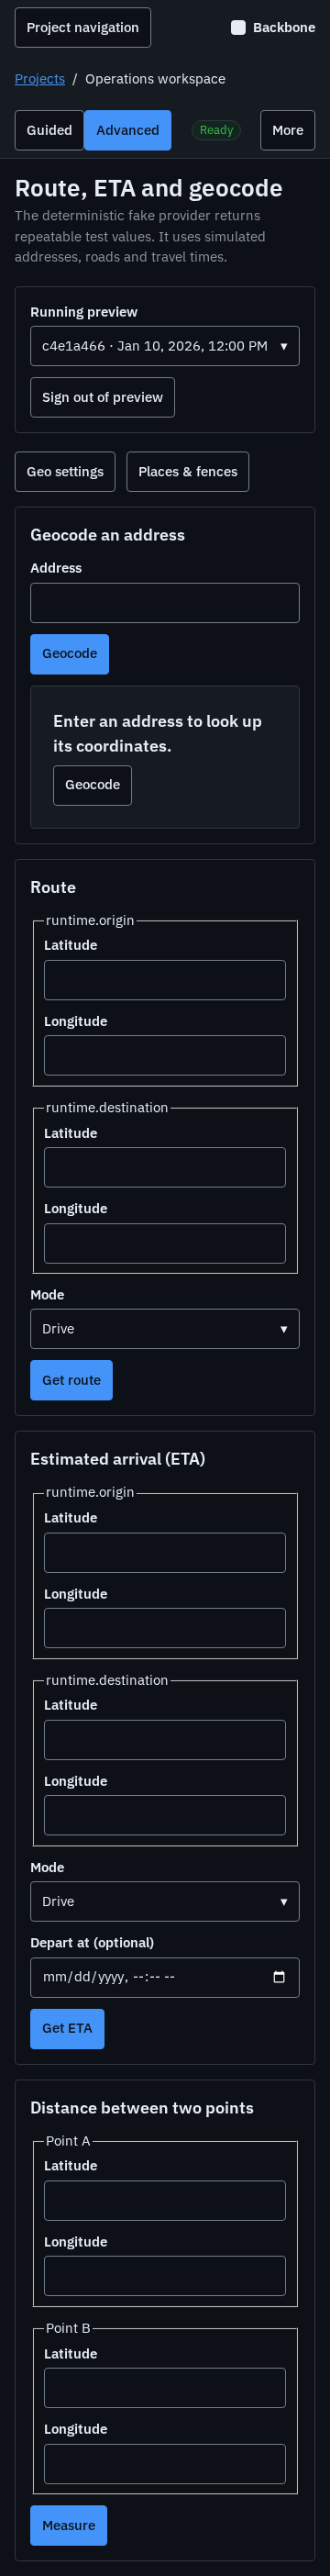 Project navigation
Backbone
Projects / Operations workspace
Guided
Advanced
Ready
More
Route, ETA and geocode
The deterministic fake provider returns
repeatable test values. It uses simulated
addresses, roads and travel times.
Running preview
c4e1a466 · Jan 10, 2026, 12:00 PM ▾
Sign out of preview
Geo settings
Places & fences
Geocode an address
Address
Geocode
Enter an address to look up
its coordinates.
Geocode
Route
runtime.origin
Latitude
Longitude
runtime.destination
Latitude
Longitude
Mode
Drive ▾
Get route
Estimated arrival (ETA)
runtime.origin
Latitude
Longitude
runtime.destination
Latitude
Longitude
Mode
Drive ▾
Depart at (optional)
mm/dd/yyyy, --:-- --
Get ETA
Distance between two points
Point A
Latitude
Longitude
Point B
Latitude
Longitude
Measure